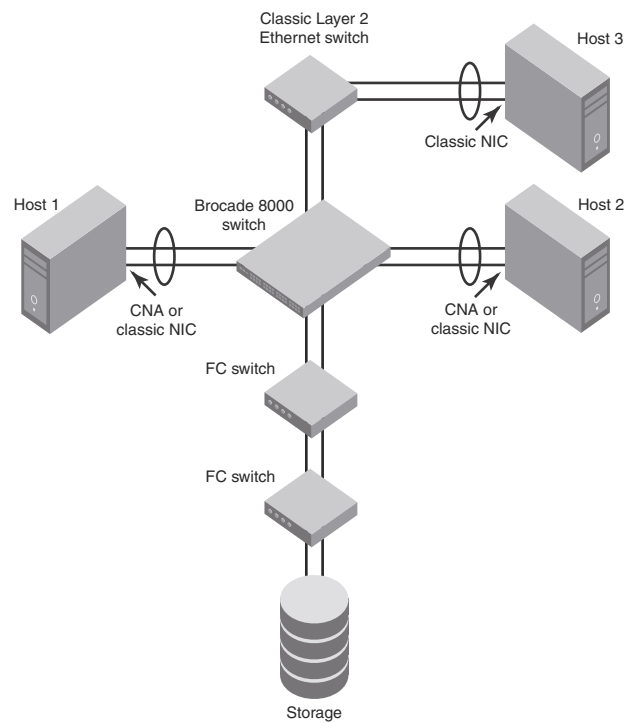 Classic Layer 2
Ethernet switch
Host 3
Classic NIC
Host 1
Brocade 8000
switch
Host 2
CNA or
classic NIC
CNA or
classic NIC
FC switch
FC switch
Storage